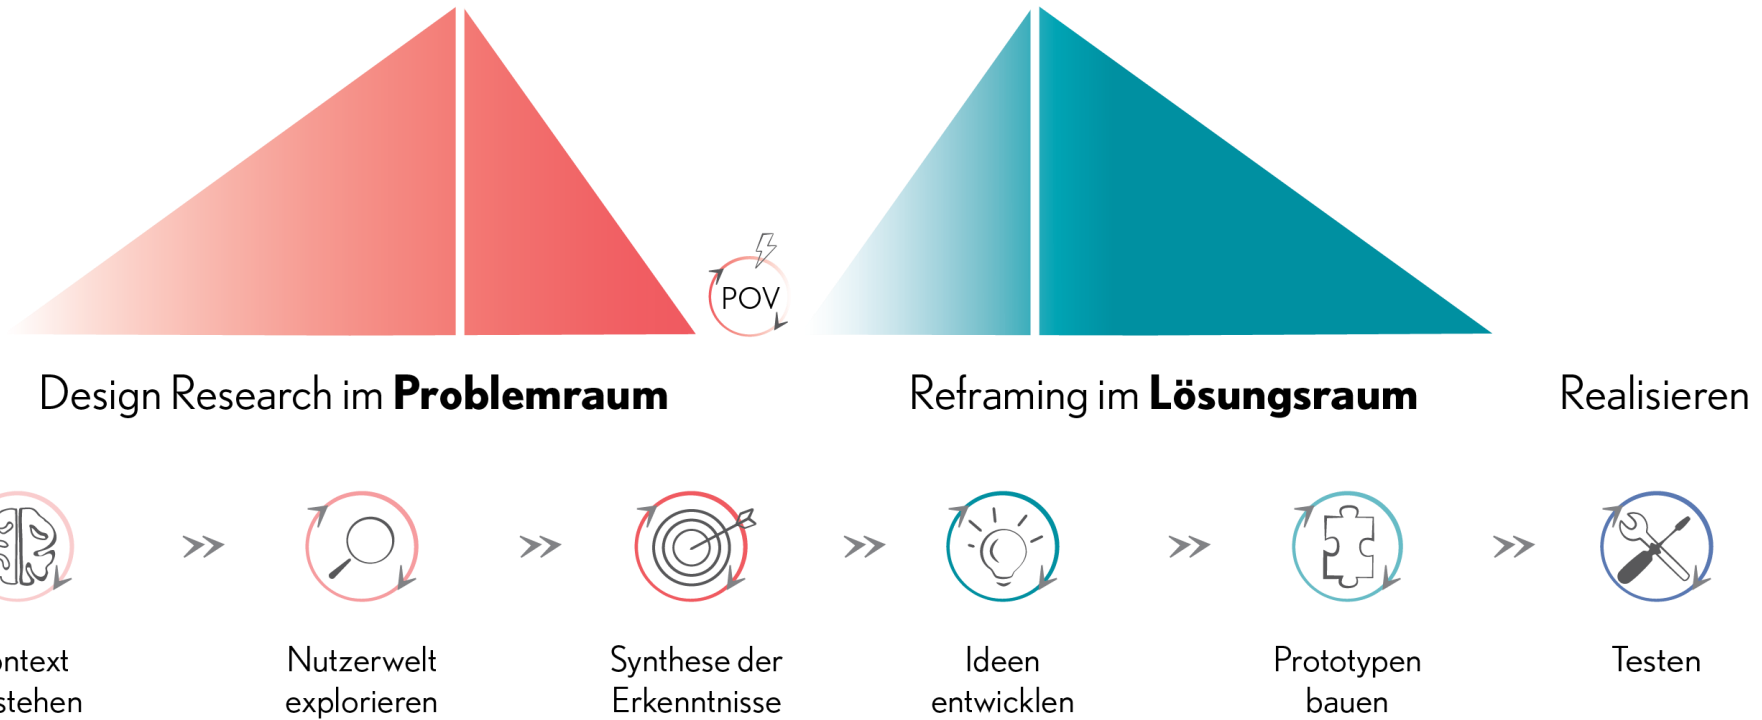 POV
Design Research im Problemraum
Reframing im Lösungsraum
Realisieren
ntext
stehen
Nutzerwelt
explorieren
Synthese der
Erkenntnisse
Ideen
entwicklen
Prototypen
bauen
Testen